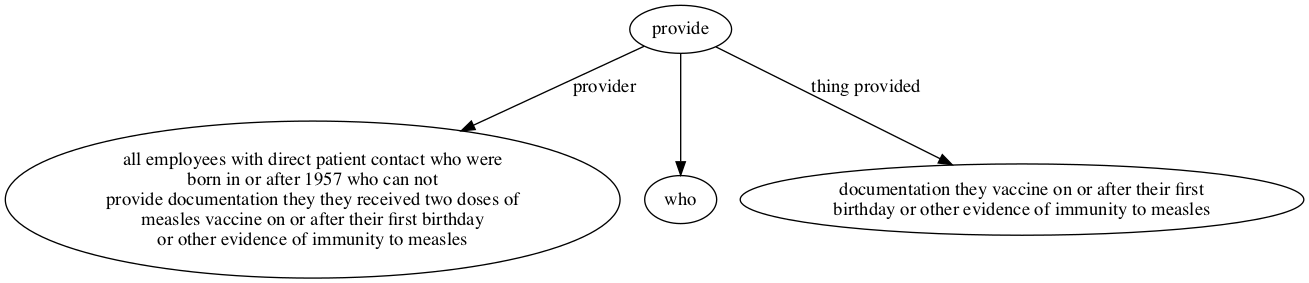 provide
provider
thing provided
all employees with direct patient contact who were
born in or after 1957 who can not
provide documentation they they received two doses of
measles vaccine on or after their first birthday
or other evidence of immunity to measles
who
documentation they vaccine on or after their first
birthday or other evidence of immunity to measles